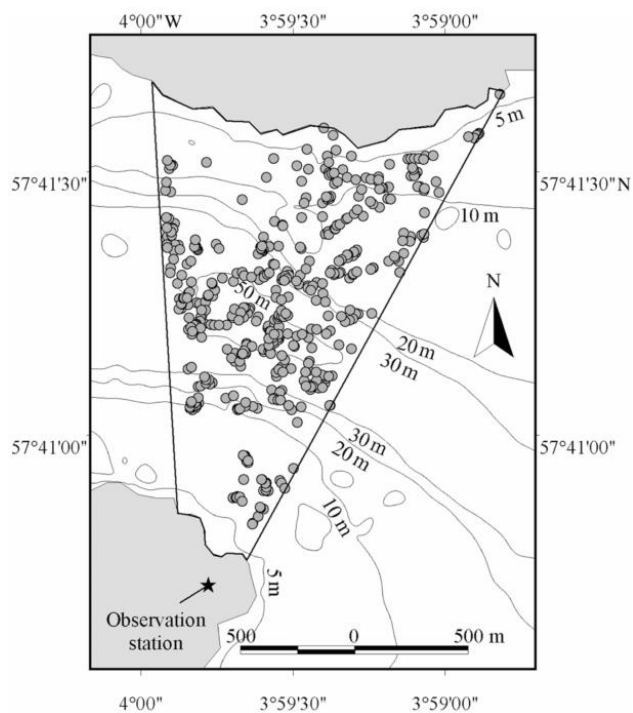 4°00"W 3°59'30" 3°59'00"
5 m
57°41'30" 57°41'30"N
10 m
N
50 m
20 m
30 m
57°41'00" 57°41'00"
30 m
20 m
10 m
5 m
Observation
station
500 0 500 m
4°00" 3°59'30" 3°59'00"